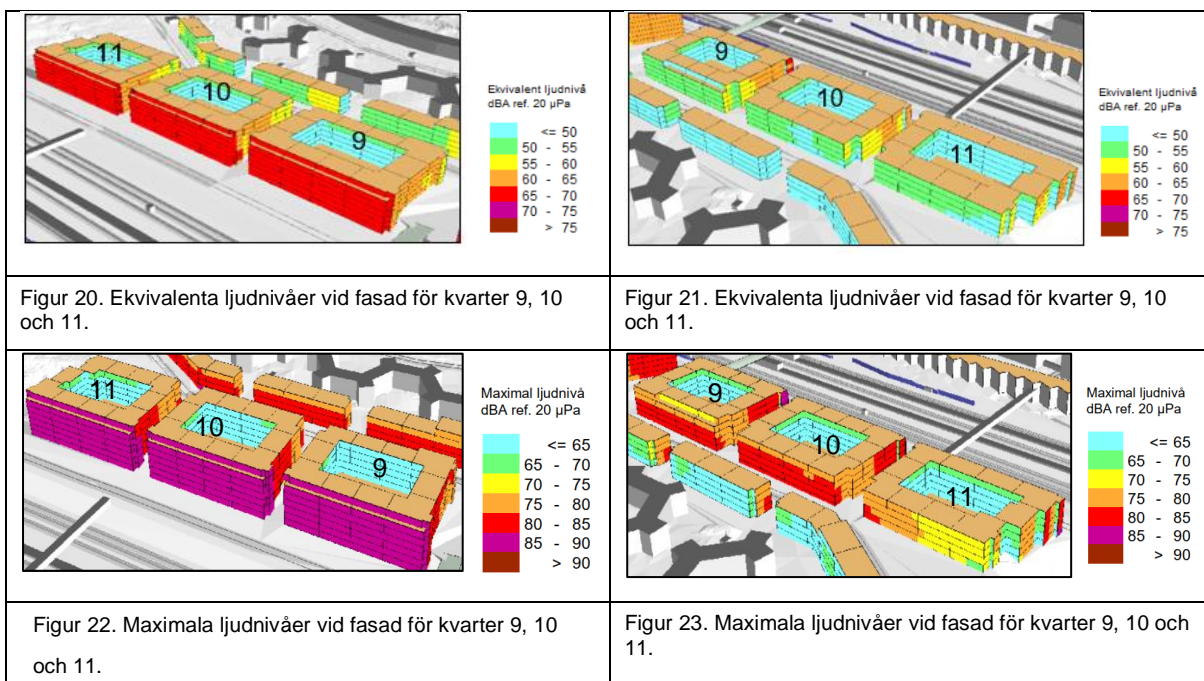 11
10
9
Ekvivalent ljudnivå
dBA ref. 20 µPa
<= 50
50 - 55
55 - 60
60 - 65
65 - 70
70 - 75
> 75
9
10
11
Ekvivalent ljudnivå
dBA ref. 20 µPa
<= 50
50 - 55
55 - 60
60 - 65
65 - 70
70 - 75
> 75
Figur 20. Ekvivalenta ljudnivåer vid fasad för kvarter 9, 10
och 11.
Figur 21. Ekvivalenta ljudnivåer vid fasad för kvarter 9, 10
och 11.
11
10
9
Maximal ljudnivå
dBA ref. 20 µPa
<= 65
65 - 70
70 - 75
75 - 80
80 - 85
85 - 90
> 90
9
10
11
Maximal ljudnivå
dBA ref. 20 µPa
<= 65
65 - 70
70 - 75
75 - 80
80 - 85
85 - 90
> 90
Figur 22. Maximala ljudnivåer vid fasad för kvarter 9, 10
och 11.
Figur 23. Maximala ljudnivåer vid fasad för kvarter 9, 10 och
11.